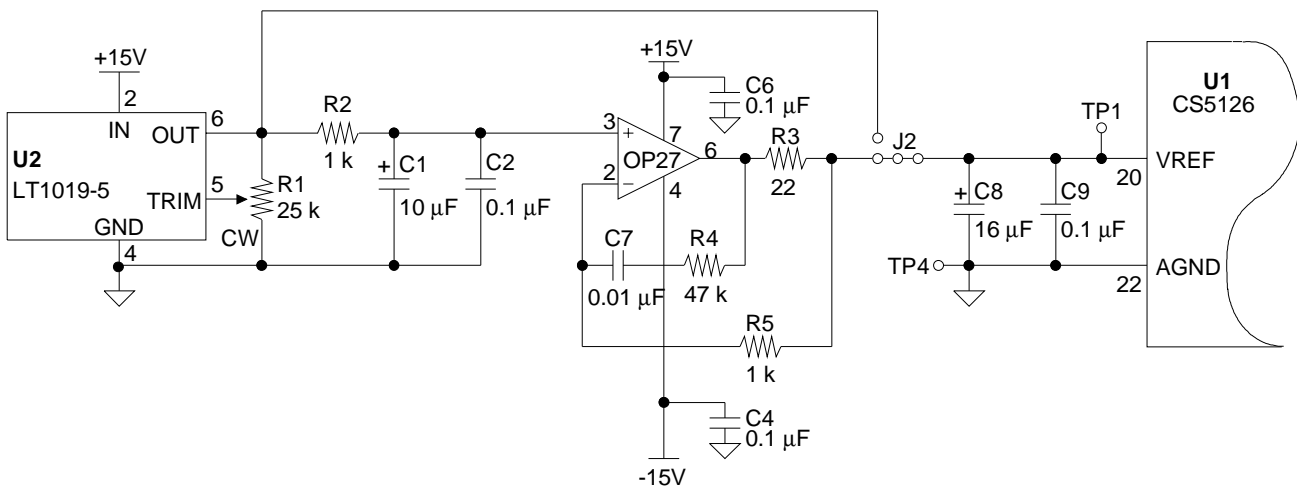 +15V
2
IN
U2
LT1019-5
OUT
6
TRIM
5
GND
4
R1
25 k
CW
R2
1 k
+
C1
10 µF
C2
0.1 µF
+15V
C6
0.1 µF
3
+
7
OP27
6
2
−
4
C7
0.01 µF
R4
47 k
R5
1 k
C4
0.1 µF
-15V
R3
22
J2
+
C8
16 µF
C9
0.1 µF
TP1
TP4
U1
CS5126
VREF
20
AGND
22